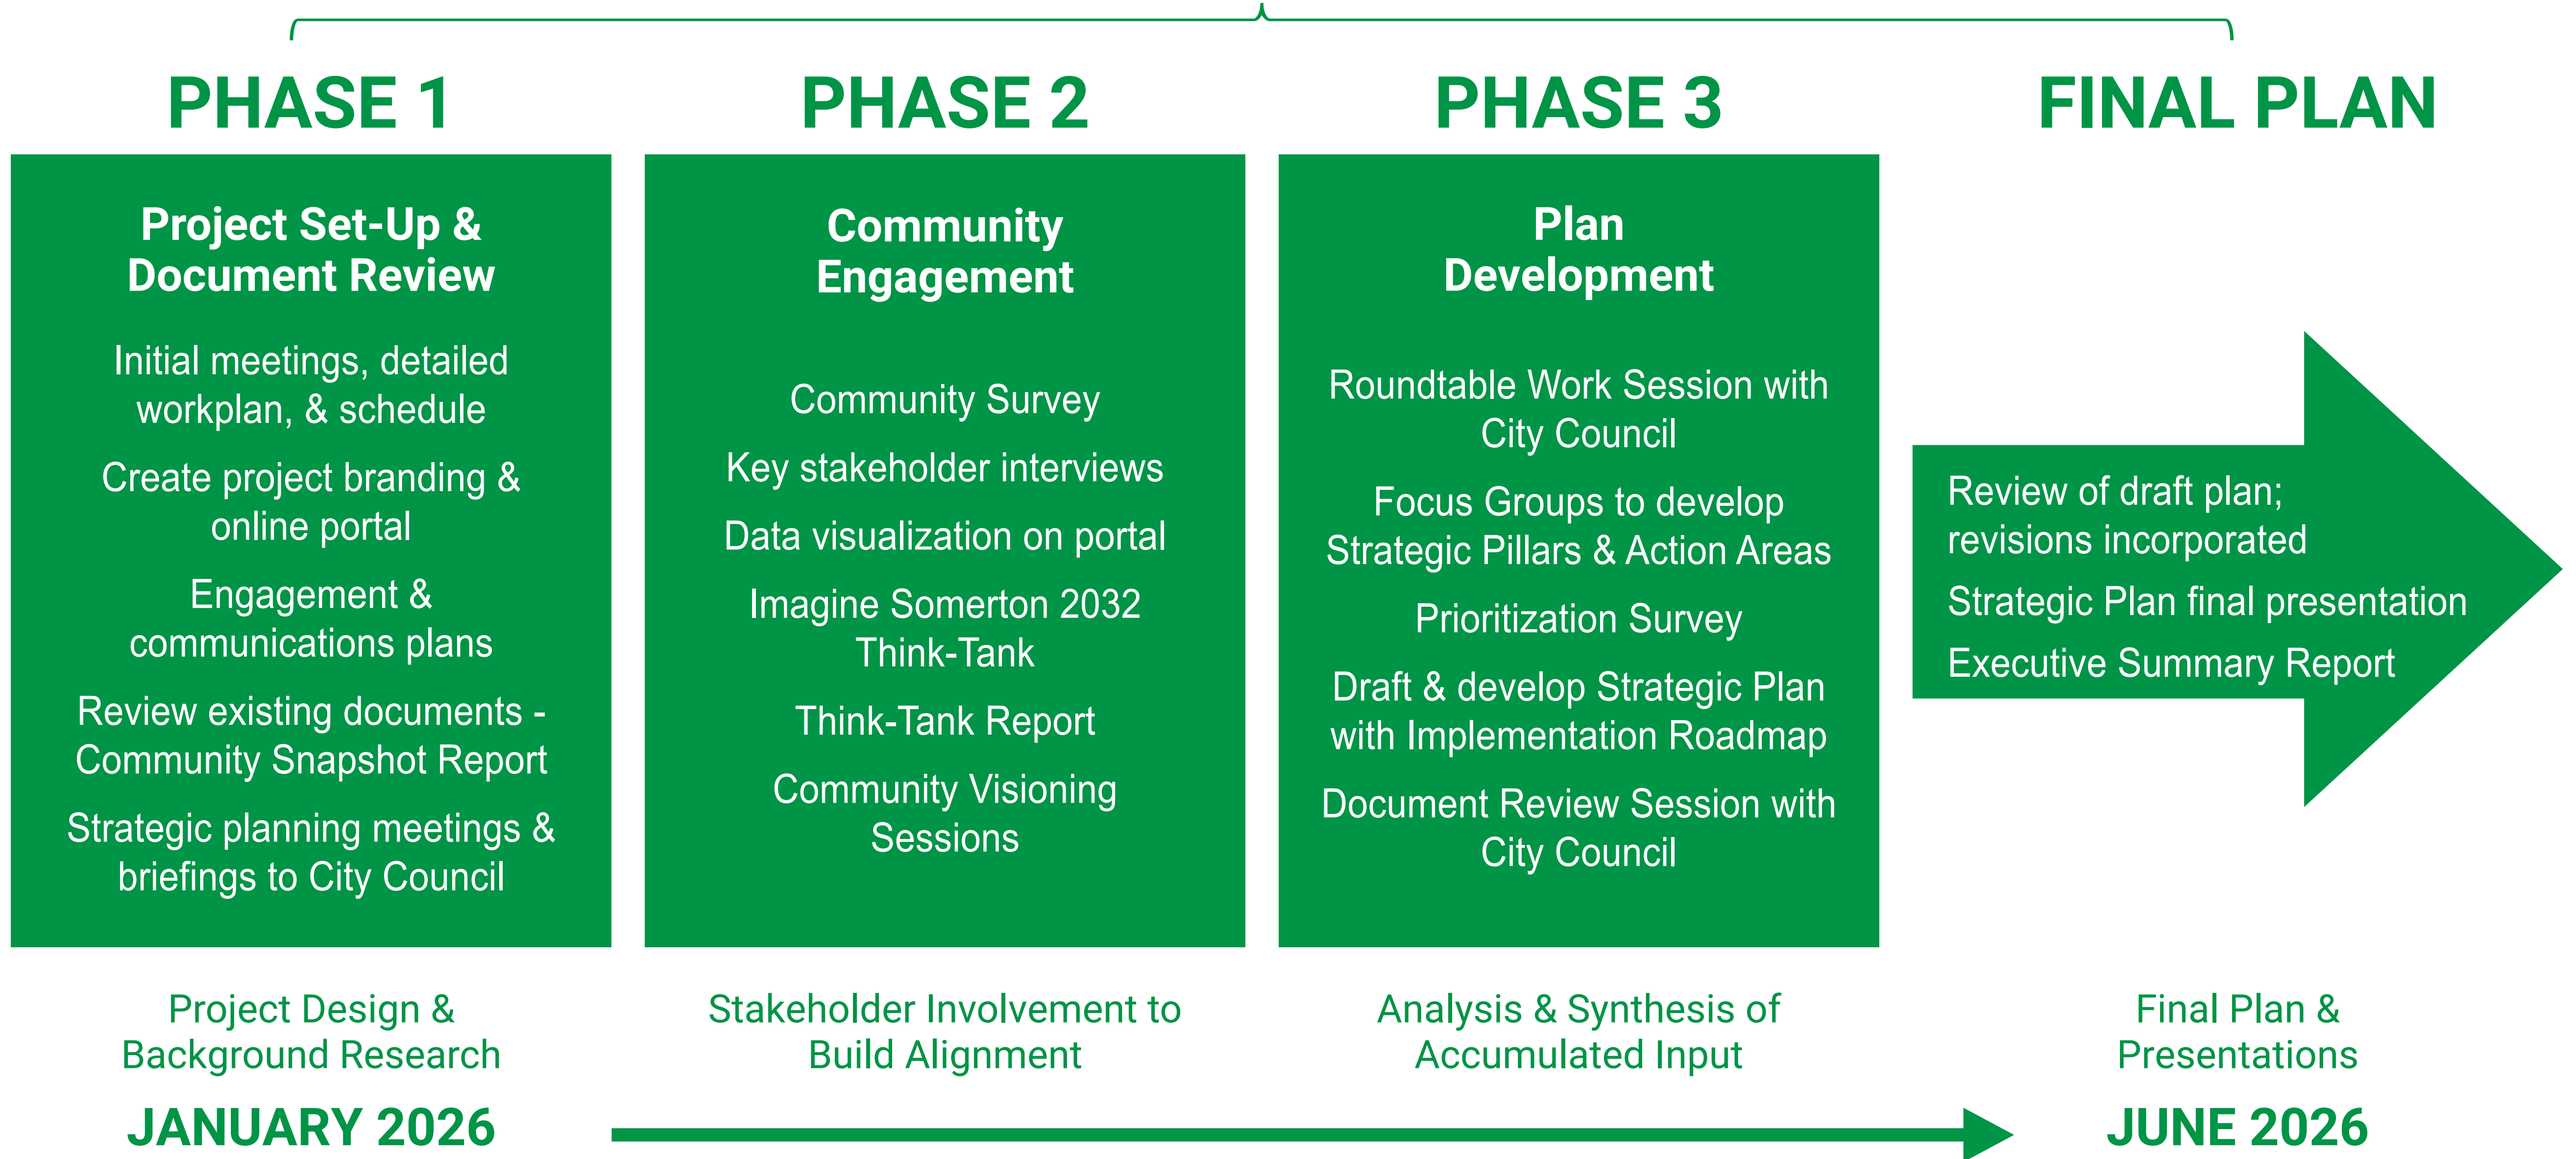 PHASE 1
Project Set-Up &
Document Review
Initial meetings, detailed
workplan, & schedule
Create project branding &
online portal
Engagement &
communications plans
Review existing documents -
Community Snapshot Report
Strategic planning meetings &
briefings to City Council
Project Design &
Background Research
JANUARY 2026
PHASE 2
Community
Engagement
Community Survey
Key stakeholder interviews
Data visualization on portal
Imagine Somerton 2032
Think-Tank
Think-Tank Report
Community Visioning
Sessions
Stakeholder Involvement to
Build Alignment
PHASE 3
Plan
Development
Roundtable Work Session with
City Council
Focus Groups to develop
Strategic Pillars & Action Areas
Prioritization Survey
Draft & develop Strategic Plan
with Implementation Roadmap
Document Review Session with
City Council
Analysis & Synthesis of
Accumulated Input
FINAL PLAN
Review of draft plan;
revisions incorporated
Strategic Plan final presentation
Executive Summary Report
Final Plan &
Presentations
JUNE 2026